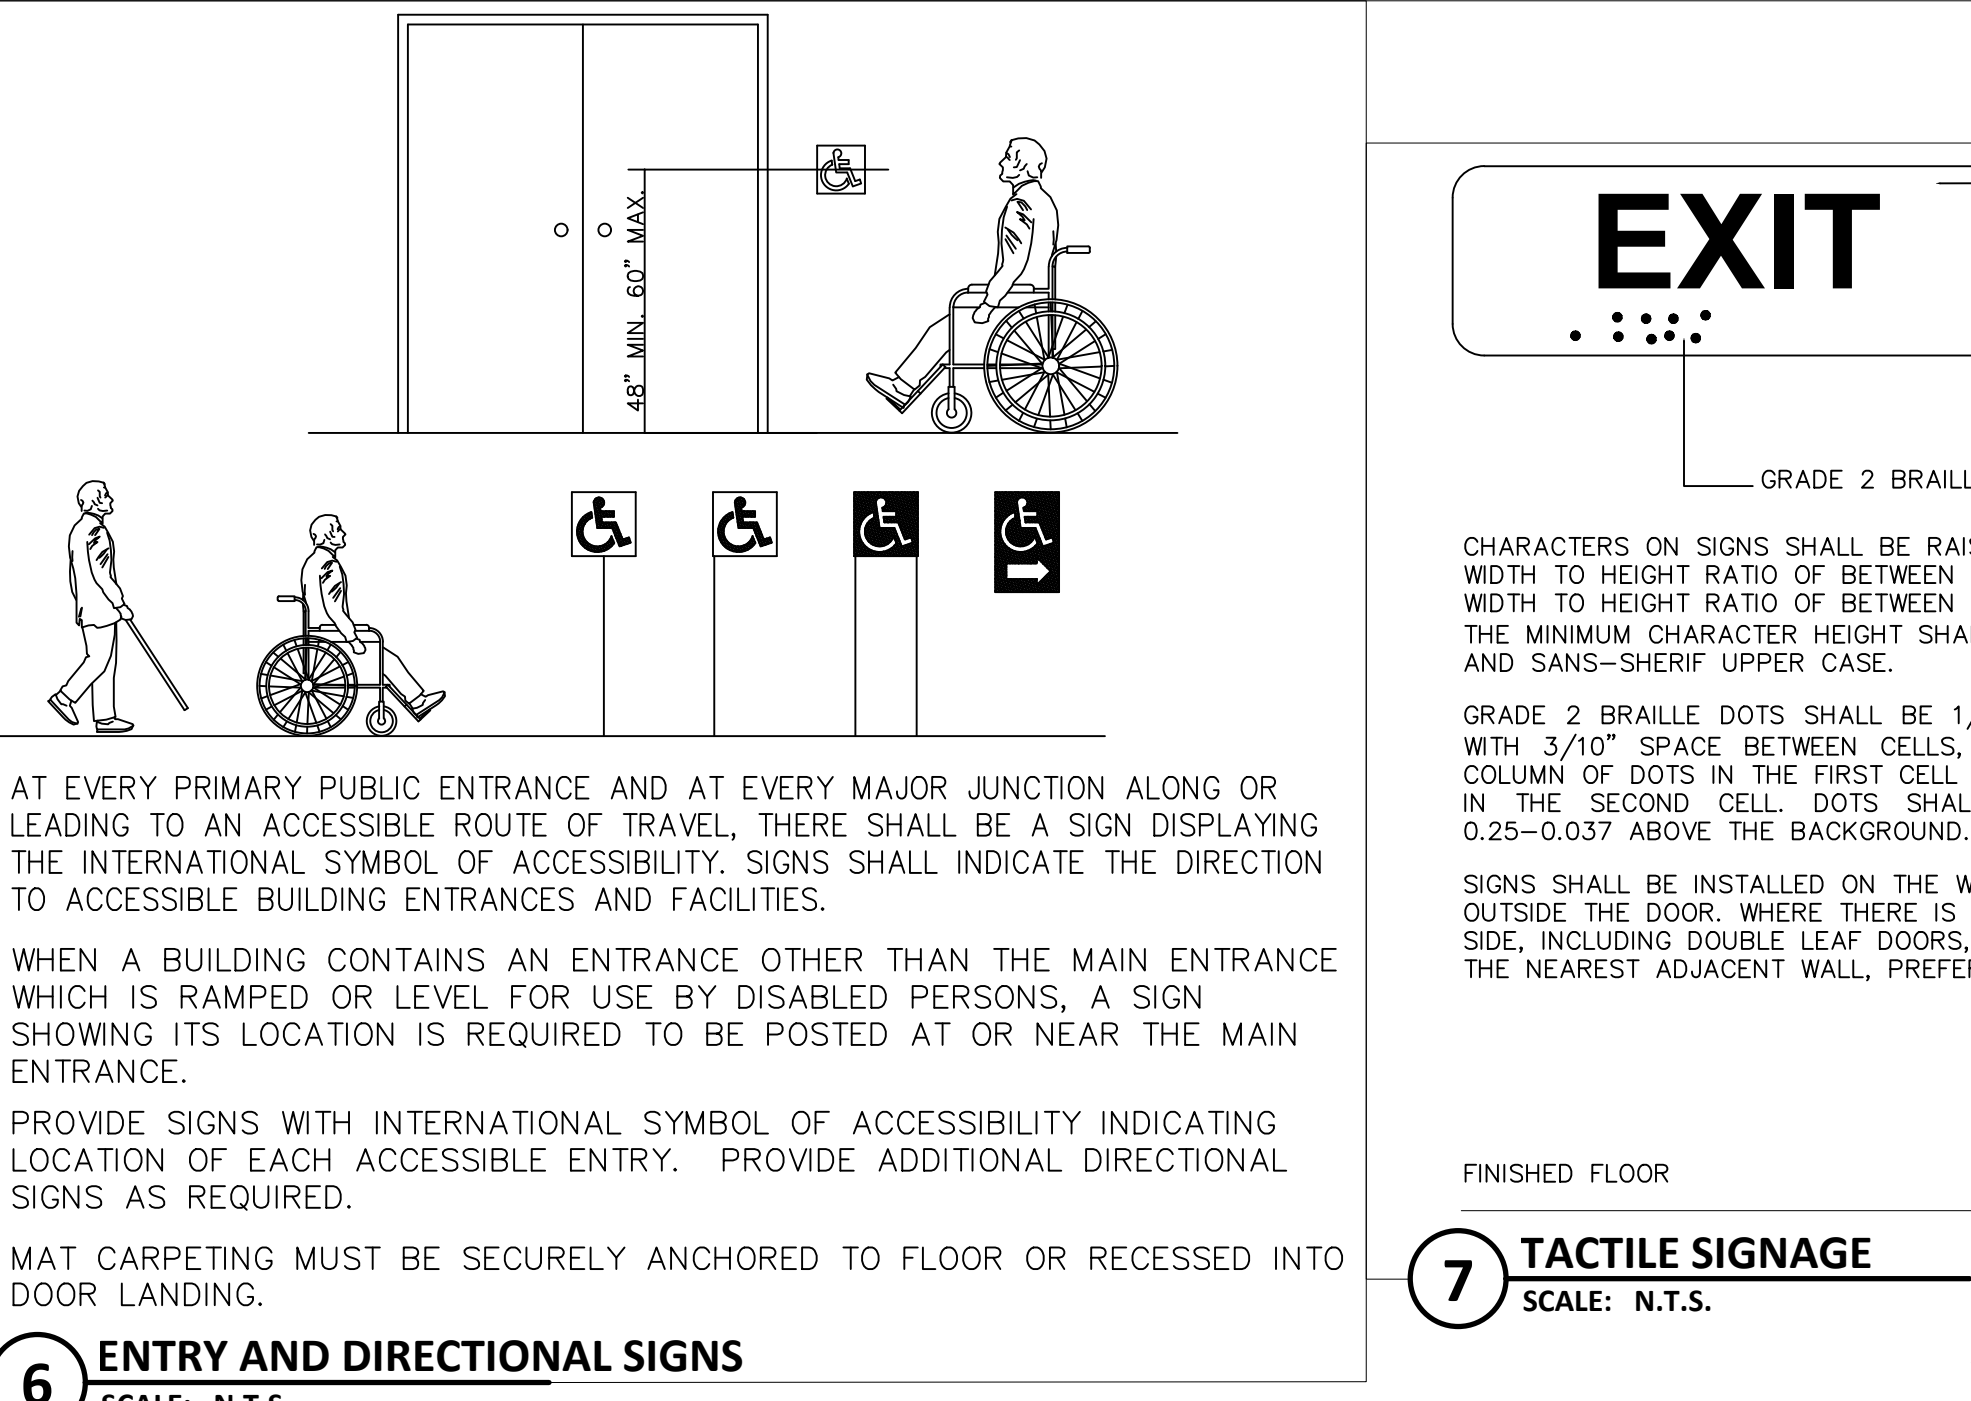 48" MIN. 60" MAX.
AT EVERY PRIMARY PUBLIC ENTRANCE AND AT EVERY MAJOR JUNCTION ALONG OR
LEADING TO AN ACCESSIBLE ROUTE OF TRAVEL, THERE SHALL BE A SIGN DISPLAYING
THE INTERNATIONAL SYMBOL OF ACCESSIBILITY. SIGNS SHALL INDICATE THE DIRECTION
TO ACCESSIBLE BUILDING ENTRANCES AND FACILITIES.
WHEN A BUILDING CONTAINS AN ENTRANCE OTHER THAN THE MAIN ENTRANCE
WHICH IS RAMPED OR LEVEL FOR USE BY DISABLED PERSONS, A SIGN
SHOWING ITS LOCATION IS REQUIRED TO BE POSTED AT OR NEAR THE MAIN
ENTRANCE.
PROVIDE SIGNS WITH INTERNATIONAL SYMBOL OF ACCESSIBILITY INDICATING
LOCATION OF EACH ACCESSIBLE ENTRY. PROVIDE ADDITIONAL DIRECTIONAL
SIGNS AS REQUIRED.
MAT CARPETING MUST BE SECURELY ANCHORED TO FLOOR OR RECESSED INTO
DOOR LANDING.
6 ENTRY AND DIRECTIONAL SIGNS
SCALE: N.T.S.
EXIT
GRADE 2 BRAILL
CHARACTERS ON SIGNS SHALL BE RAI
WIDTH TO HEIGHT RATIO OF BETWEEN
WIDTH TO HEIGHT RATIO OF BETWEEN
THE MINIMUM CHARACTER HEIGHT SHA
AND SANS-SHERIF UPPER CASE.
GRADE 2 BRAILLE DOTS SHALL BE 1/
WITH 3/10" SPACE BETWEEN CELLS,
COLUMN OF DOTS IN THE FIRST CELL
IN THE SECOND CELL. DOTS SHAL
0.25-0.037 ABOVE THE BACKGROUND.
SIGNS SHALL BE INSTALLED ON THE W
OUTSIDE THE DOOR. WHERE THERE IS
SIDE, INCLUDING DOUBLE LEAF DOORS,
THE NEAREST ADJACENT WALL, PREFE
FINISHED FLOOR
7 TACTILE SIGNAGE
SCALE: N.T.S.